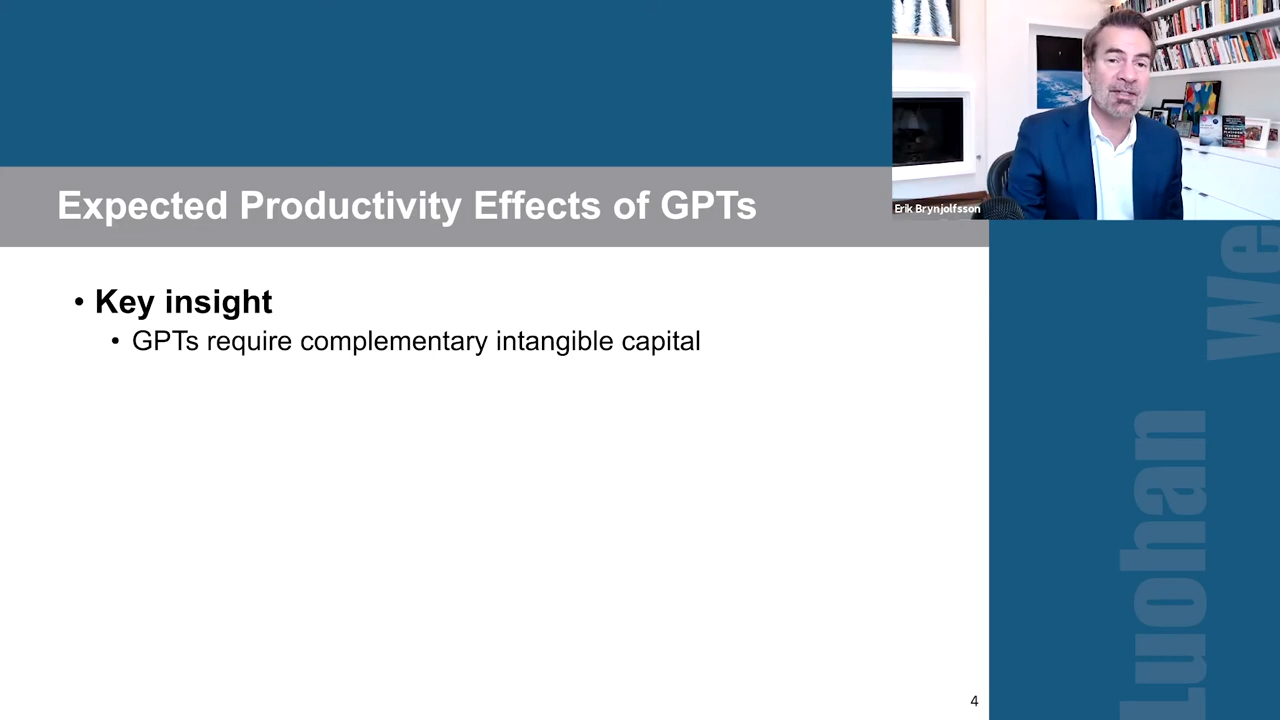 Erik Brynjolfsson
Expected Productivity Effects of GPTs
• Key insight
• GPTs require complementary intangible capital
4
Luohan
We